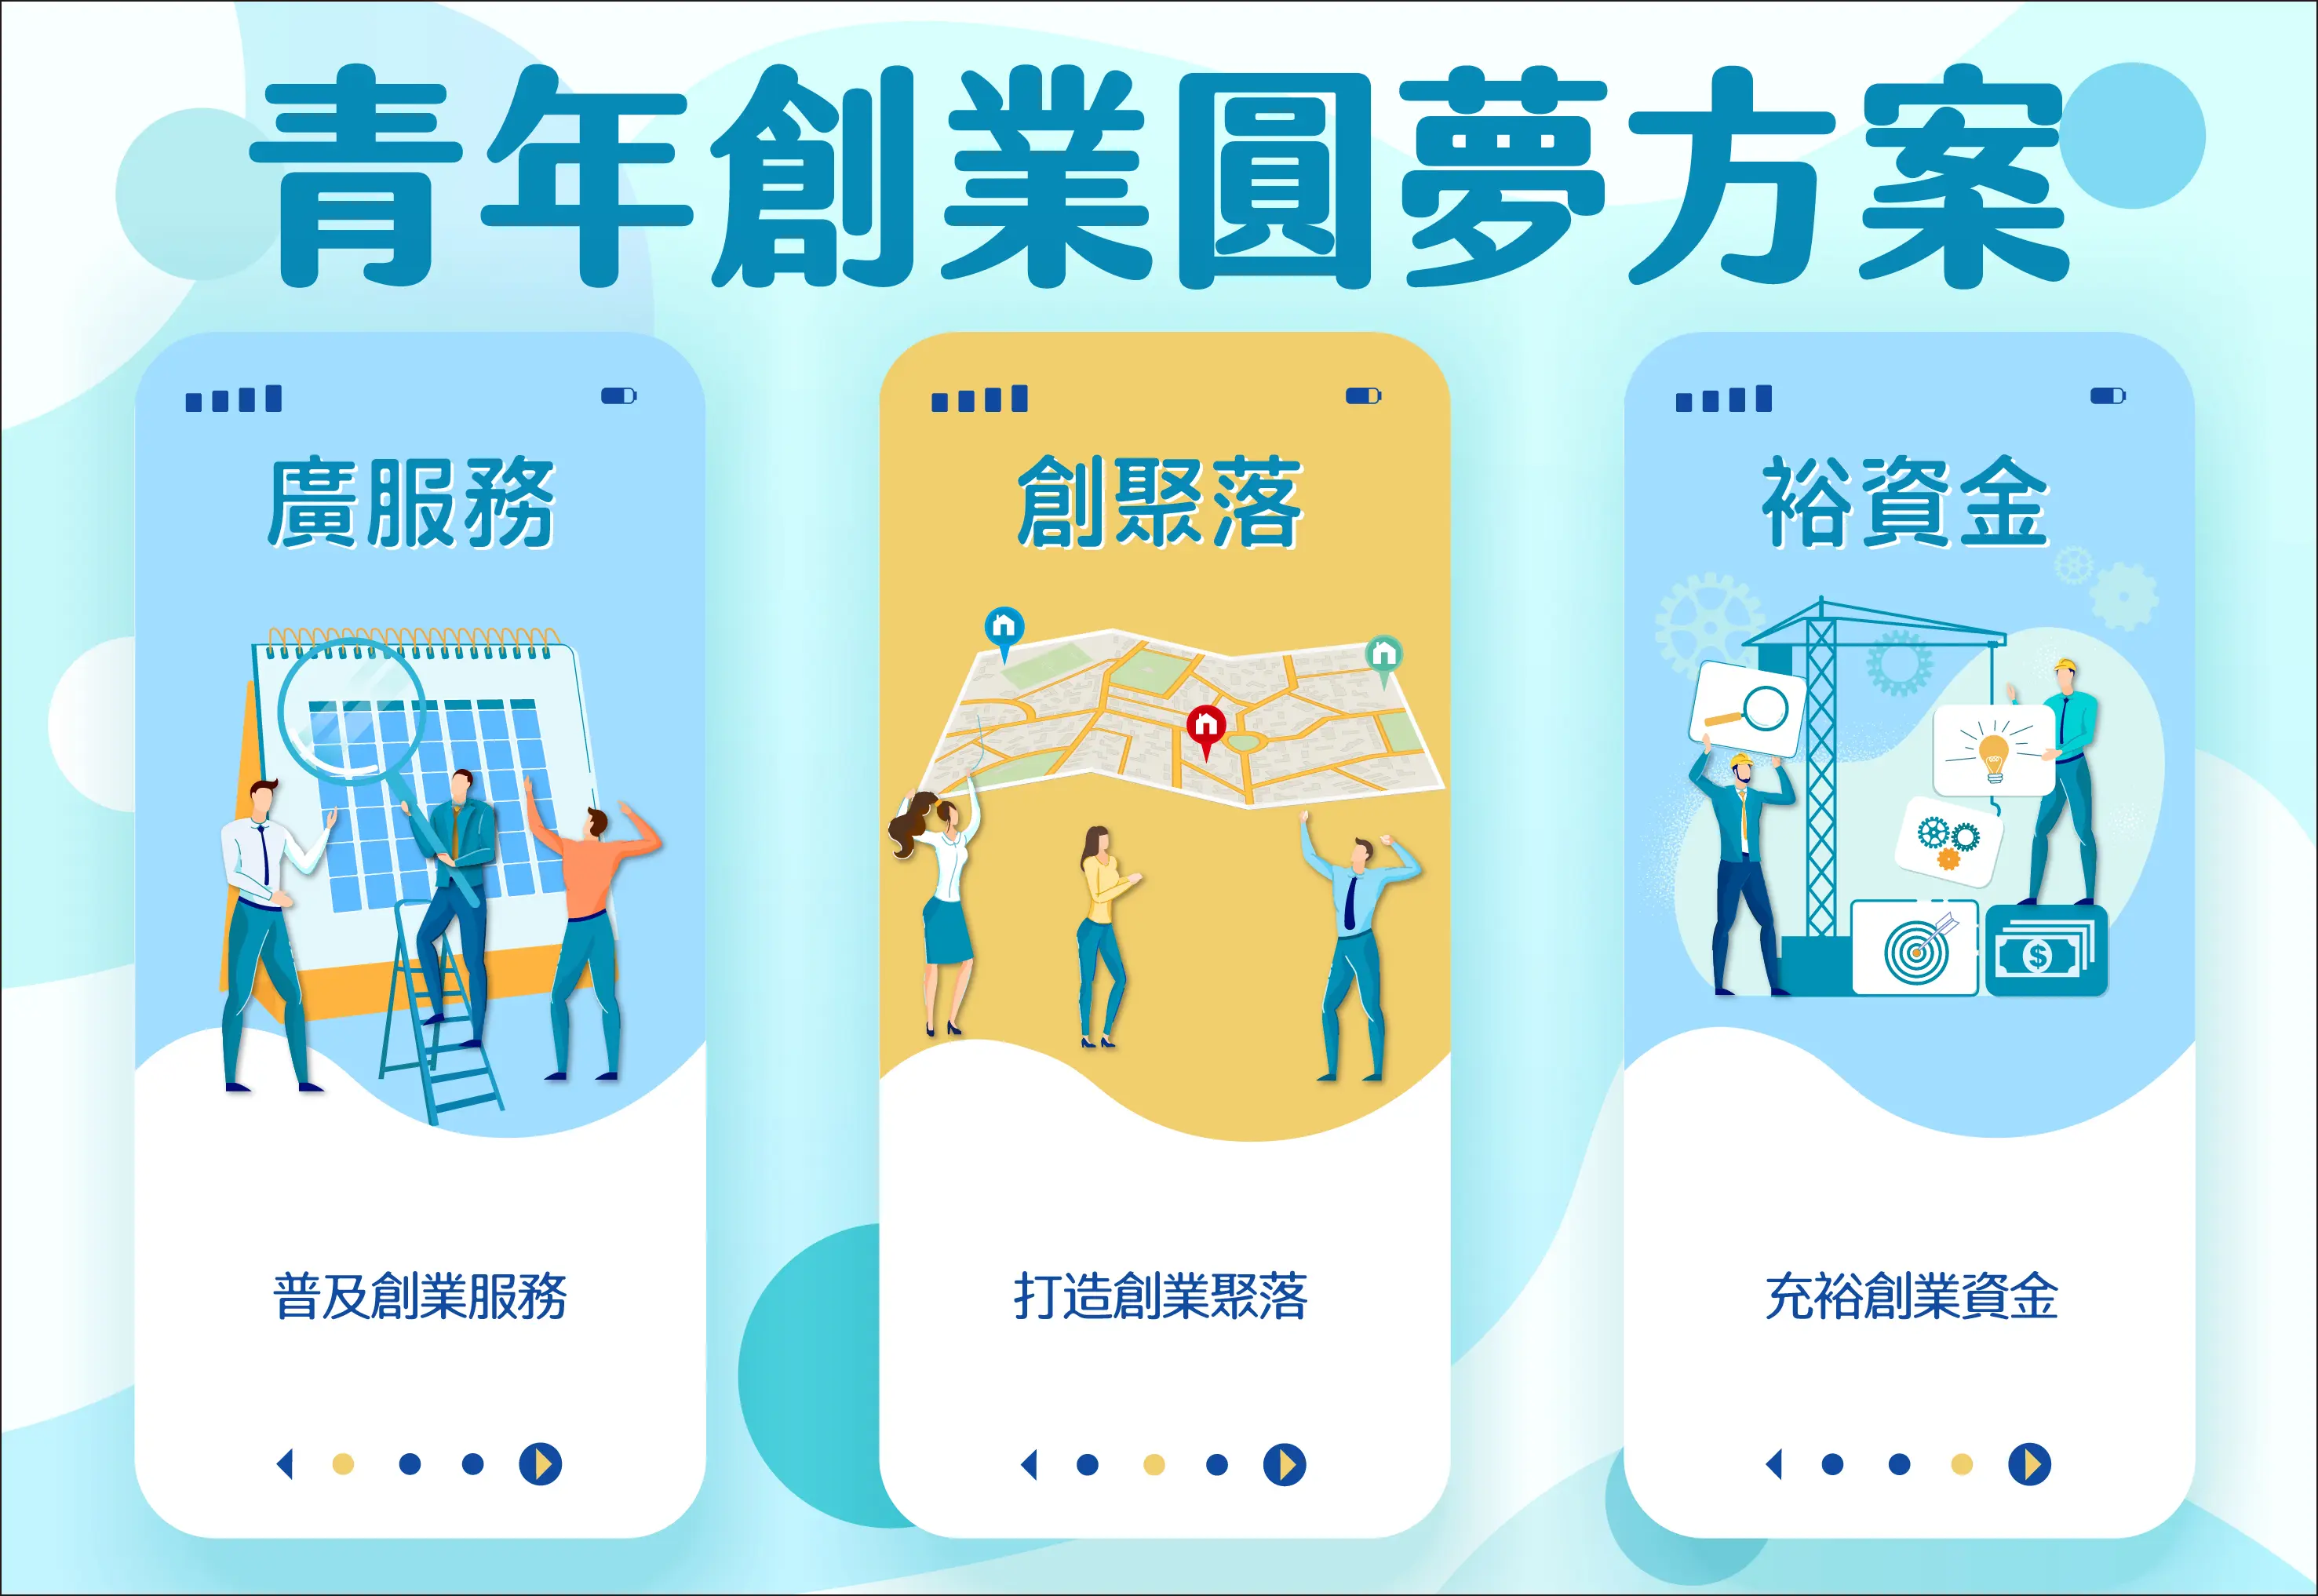 青年創業圓夢方案
廣服務
創聚落
裕資金
普及創業服務
打造創業聚落
充裕創業資金